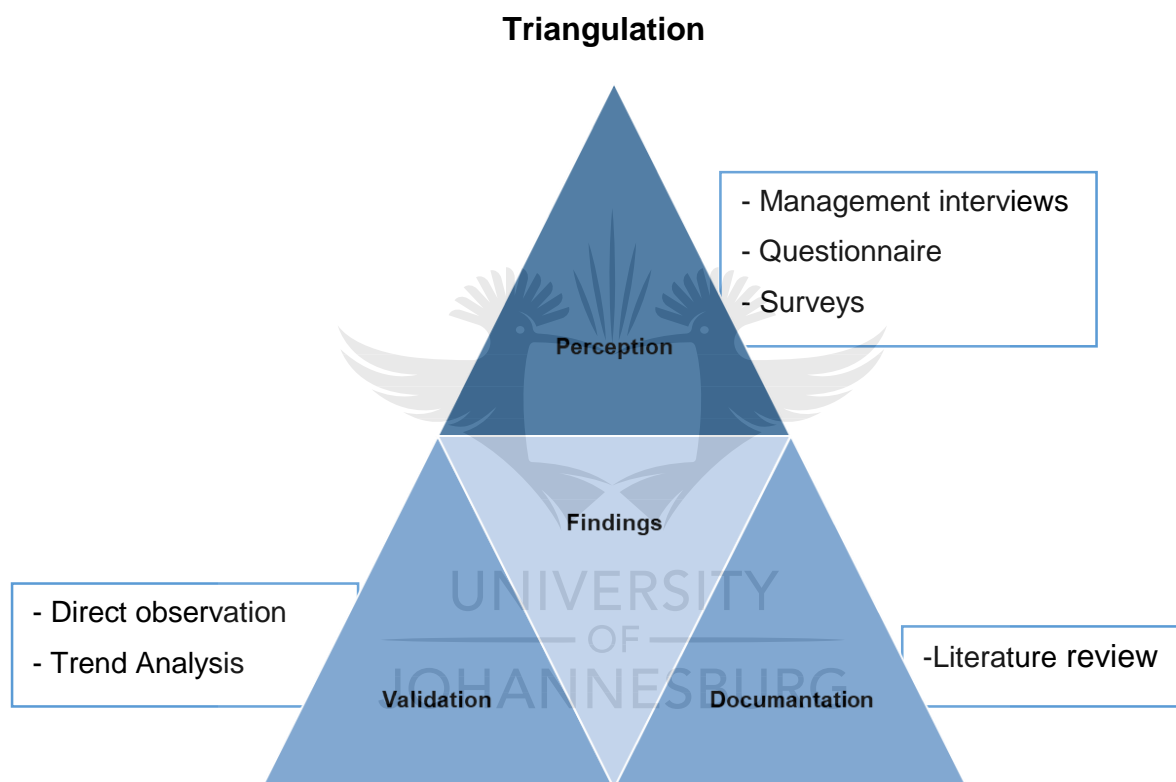 Triangulation
- Management interviews
- Questionnaire
- Surveys
Perception
Findings
- Direct observation
- Trend Analysis
Validation
-Literature review
Documantation
UNIVERSITY
OF
JOHANNESBURG